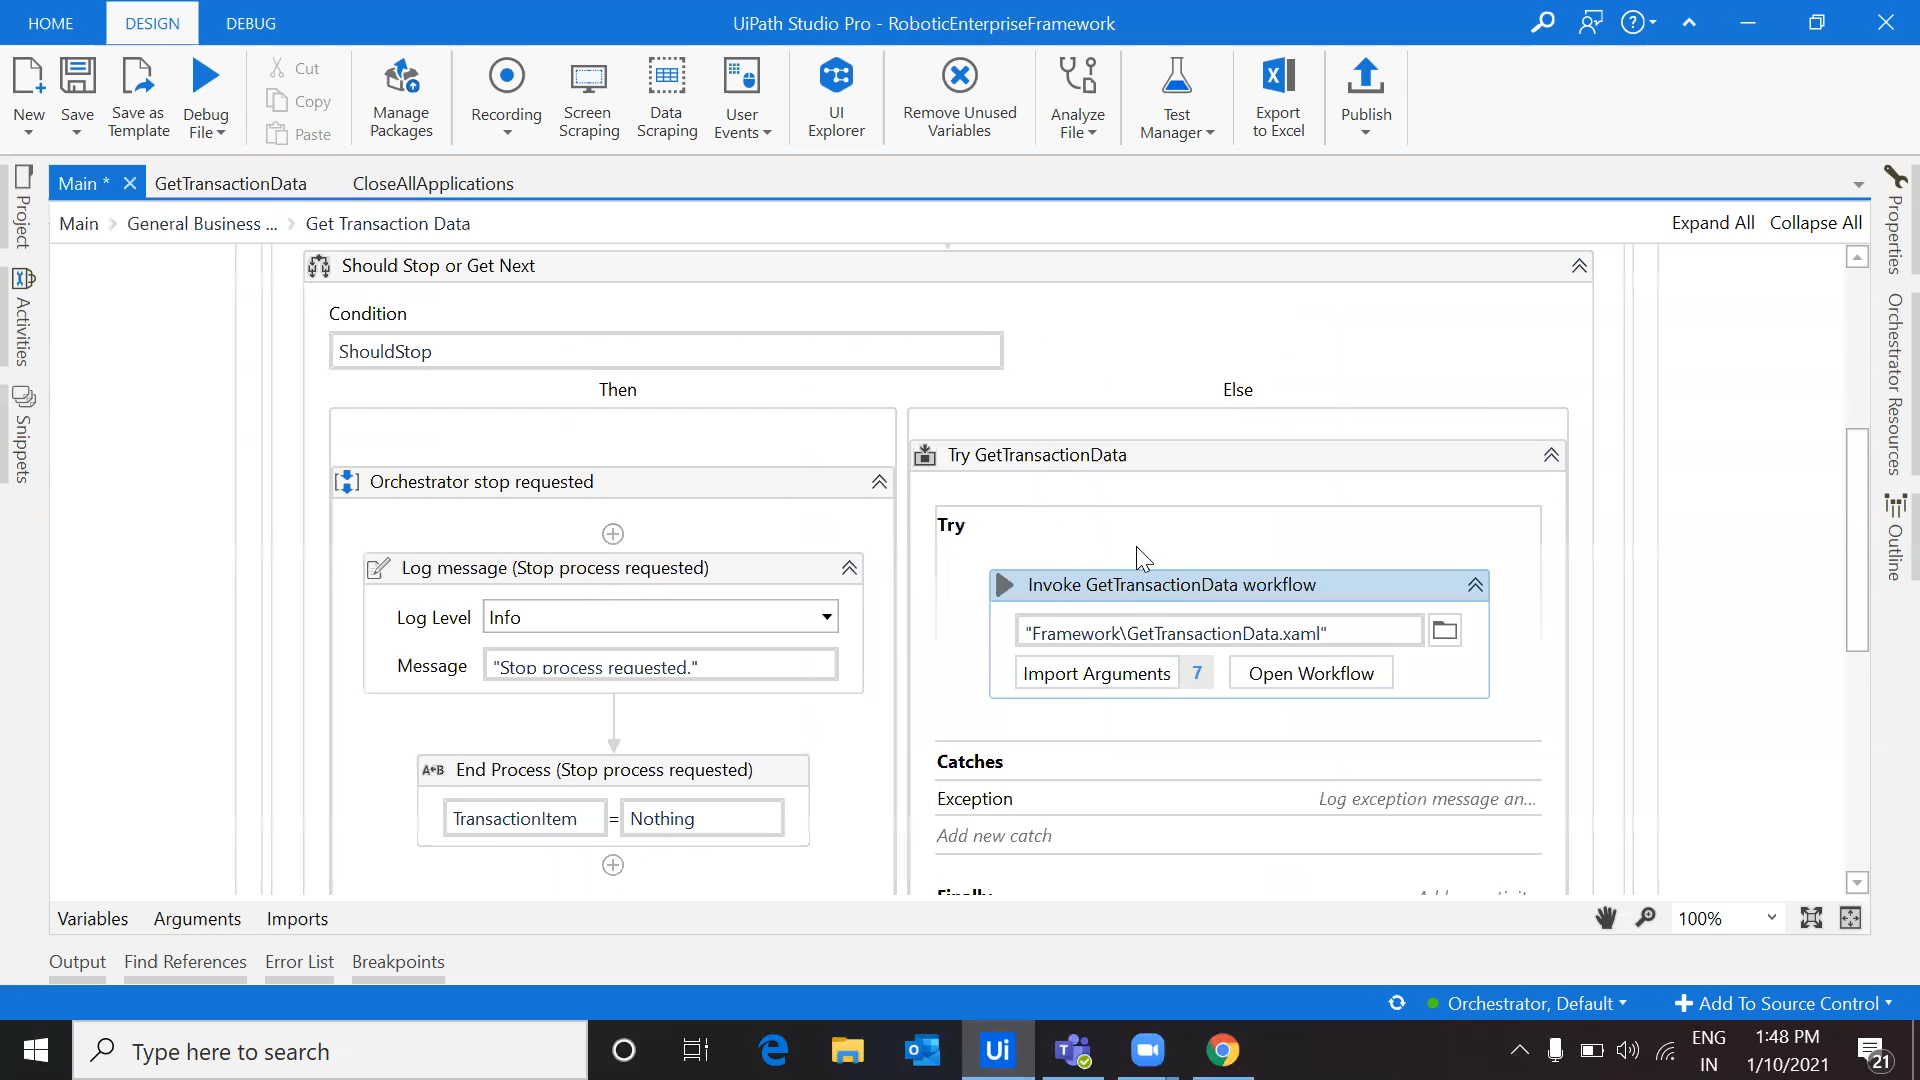 HOME DESIGN DEBUG
UiPath Studio Pro - RoboticEnterpriseFramework
New
Save
Save as Template
Debug File
Cut
Copy
Paste
Manage Packages
Recording
Screen Scraping
Data Scraping
User Events
UI Explorer
Remove Unused Variables
Analyze File
Test Manager
Export to Excel
Publish
Project
Activities
Snippets
Main * GetTransactionData CloseAllApplications
Main General Business ... Get Transaction Data
Expand All Collapse All
Should Stop or Get Next
Condition
ShouldStop
Then
Else
Orchestrator stop requested
Log message (Stop process requested)
Log Level Info
Message "Stop process requested."
End Process (Stop process requested)
A+B
TransactionItem = Nothing
Try GetTransactionData
Try
Invoke GetTransactionData workflow
"Framework\GetTransactionData.xaml"
Import Arguments 7 Open Workflow
Catches
Exception Log exception message an...
Add new catch
Finally
Properties
Orchestrator Resources
Outline
Variables Arguments Imports
100%
Output Find References Error List Breakpoints
Orchestrator, Default
Add To Source Control
Type here to search
Ui
ENG
IN
1:48 PM
1/10/2021
21